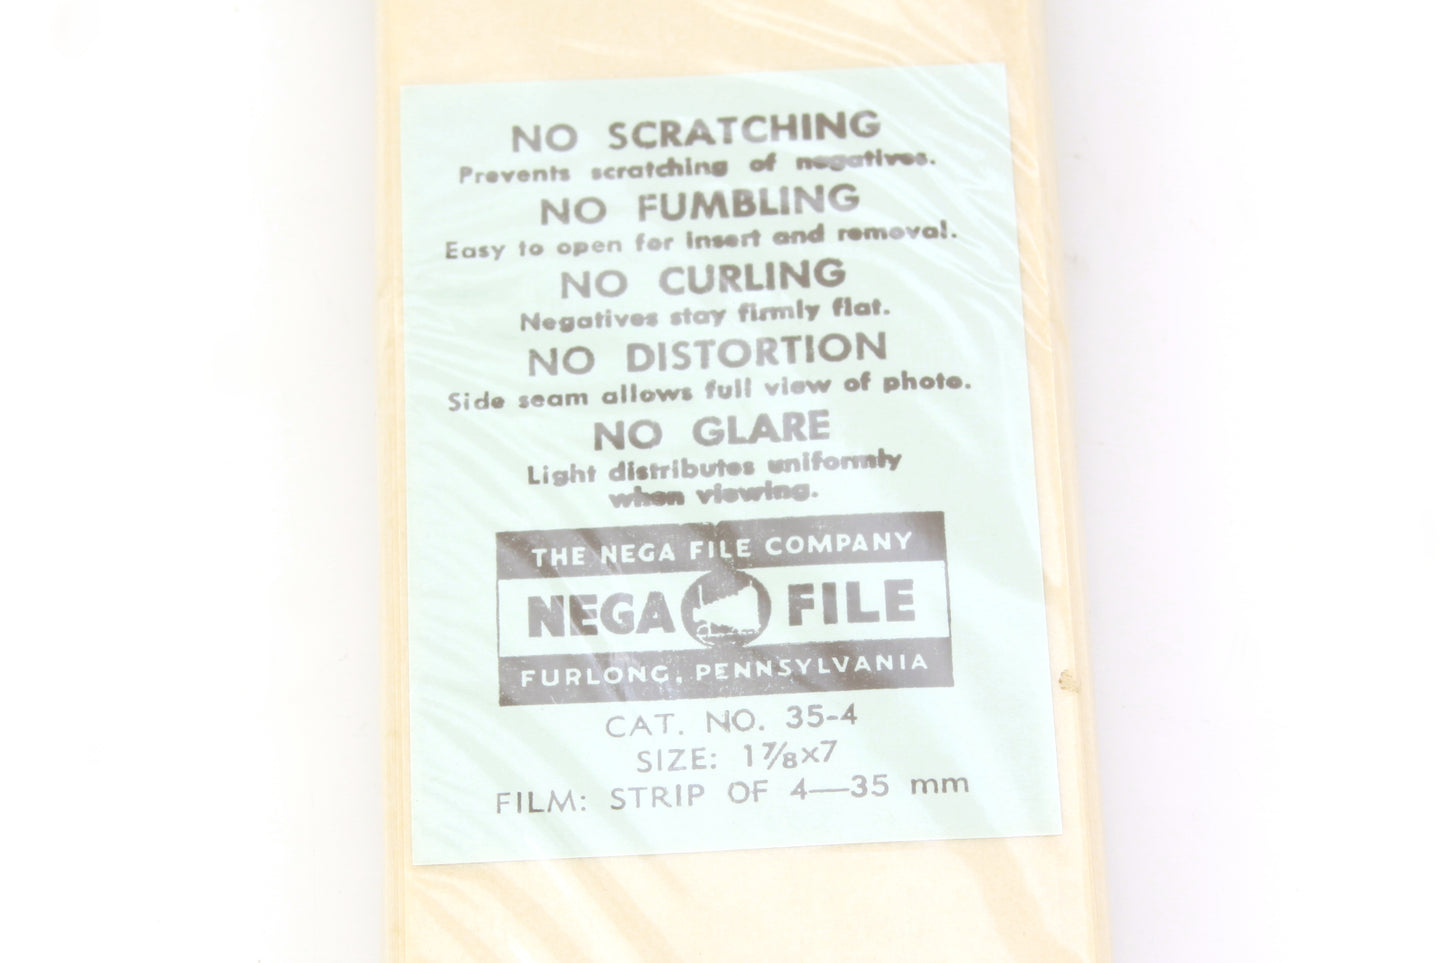 NO SCRATCHING
Prevents scratching of negatives.
NO FUMBLING
Easy to open for insert and removal.
NO CURLING
Negatives stay firmly flat.
NO DISTORTION
Side seam allows full view of photo.
NO GLARE
Light distributes uniformly
when viewing.
THE NEGA FILE COMPANY
NEGA FILE
FURLONG, PENNSYLVANIA
CAT. NO. 35-4
SIZE: 1⅞x7
FILM: STRIP OF 4—35 mm